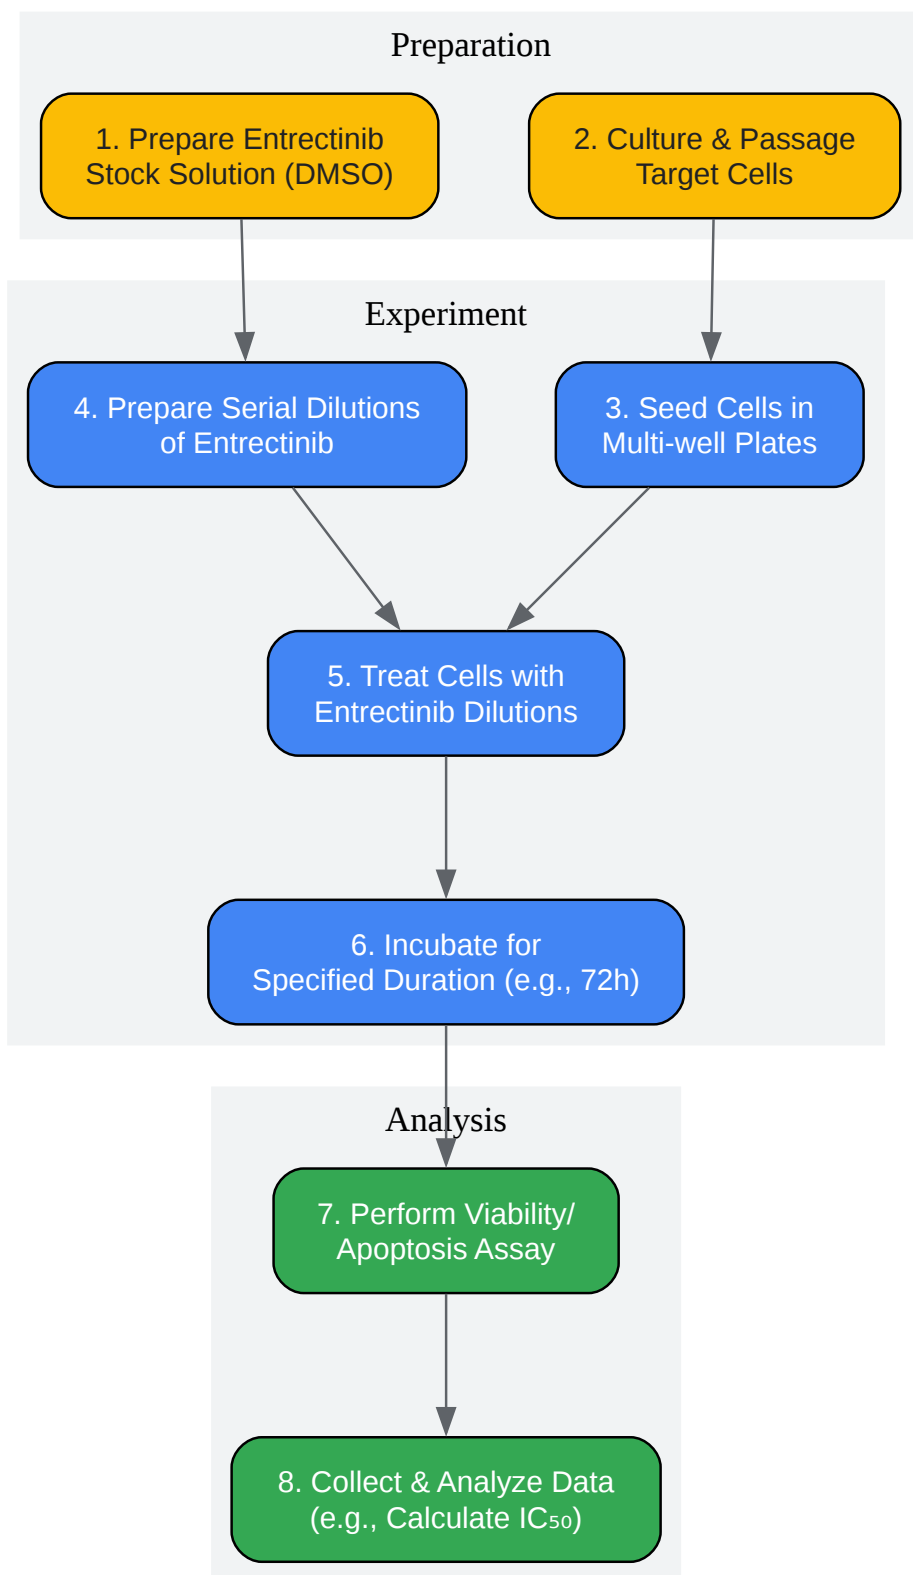 Preparation
1. Prepare Entrectinib
Stock Solution (DMSO)
2. Culture & Passage
Target Cells
Experiment
4. Prepare Serial Dilutions
of Entrectinib
3. Seed Cells in
Multi-well Plates
5. Treat Cells with
Entrectinib Dilutions
6. Incubate for
Specified Duration (e.g., 72h)
Analysis
7. Perform Viability/
Apoptosis Assay
8. Collect & Analyze Data
(e.g., Calculate IC₅₀)